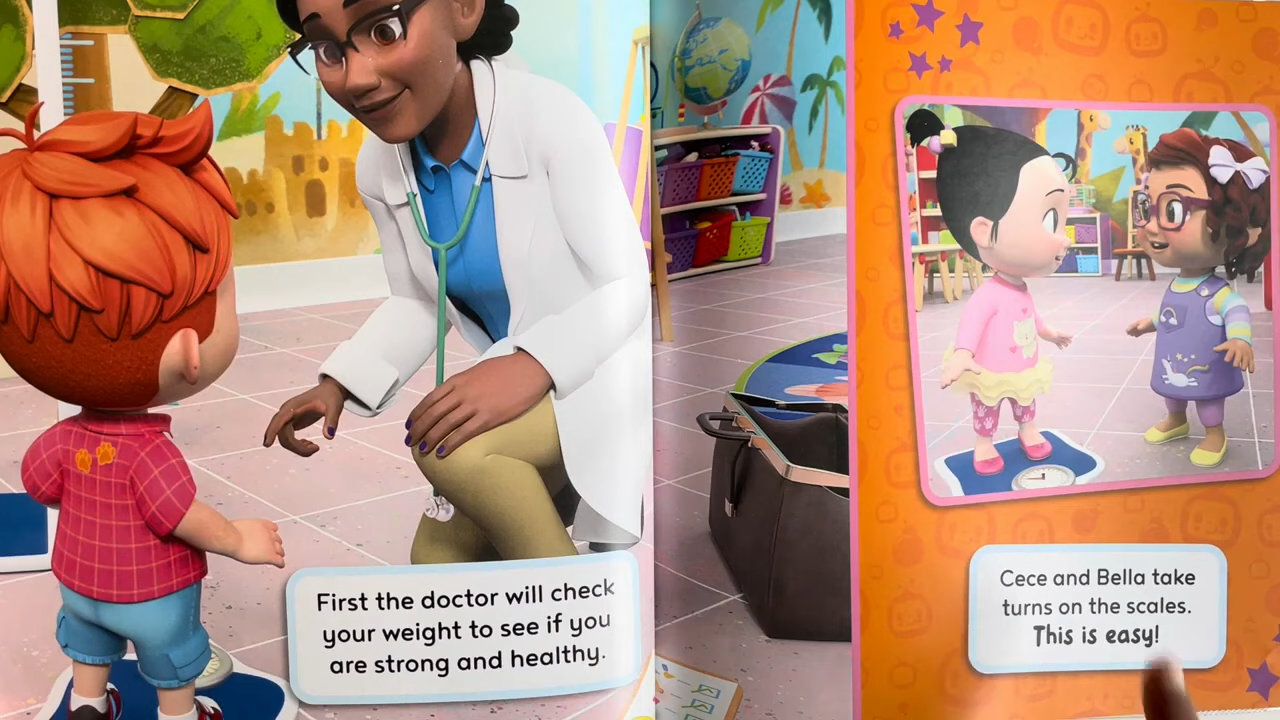 First the doctor will check
your weight to see if you
are strong and healthy.
Cece and Bella take
turns on the scales.
This is easy!